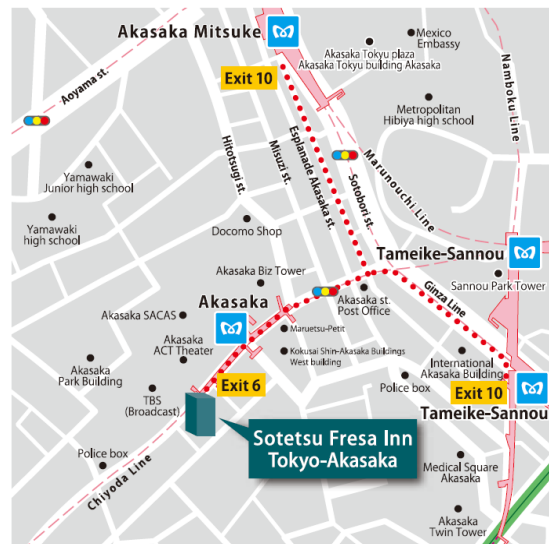 Akasaka Mitsuke
Mexico
Embassy
Akasaka Tokyu plaza
Akasaka Tokyu building Akasaka
Exit 10
Aoyama st.
Namboku Line
Metropolitan
Hibiya high school
Hitotsugi st.
Misuzi st.
Esplanade Akasaka st.
Sotobori st.
Marunouchi Line
Yamawaki
Junior high school
Yamawaki
high school
Docomo Shop
Tameike-Sannou
Akasaka Biz Tower
Sannou Park Tower
Akasaka
Akasaka st.
Post Office
Ginza Line
Akasaka SACAS
Maruetsu-Petit
Akasaka
ACT Theater
Kokusai Shin-Akasaka Buildings
West building
International
Akasaka Building
Akasaka
Park Building
Exit 6
Police box
Exit 10
TBS
(Broadcast)
Tameike-Sannou
Sotetsu Fresa Inn
Tokyo-Akasaka
Police box
Chiyoda Line
Medical Square
Akasaka
Akasaka
Twin Tower